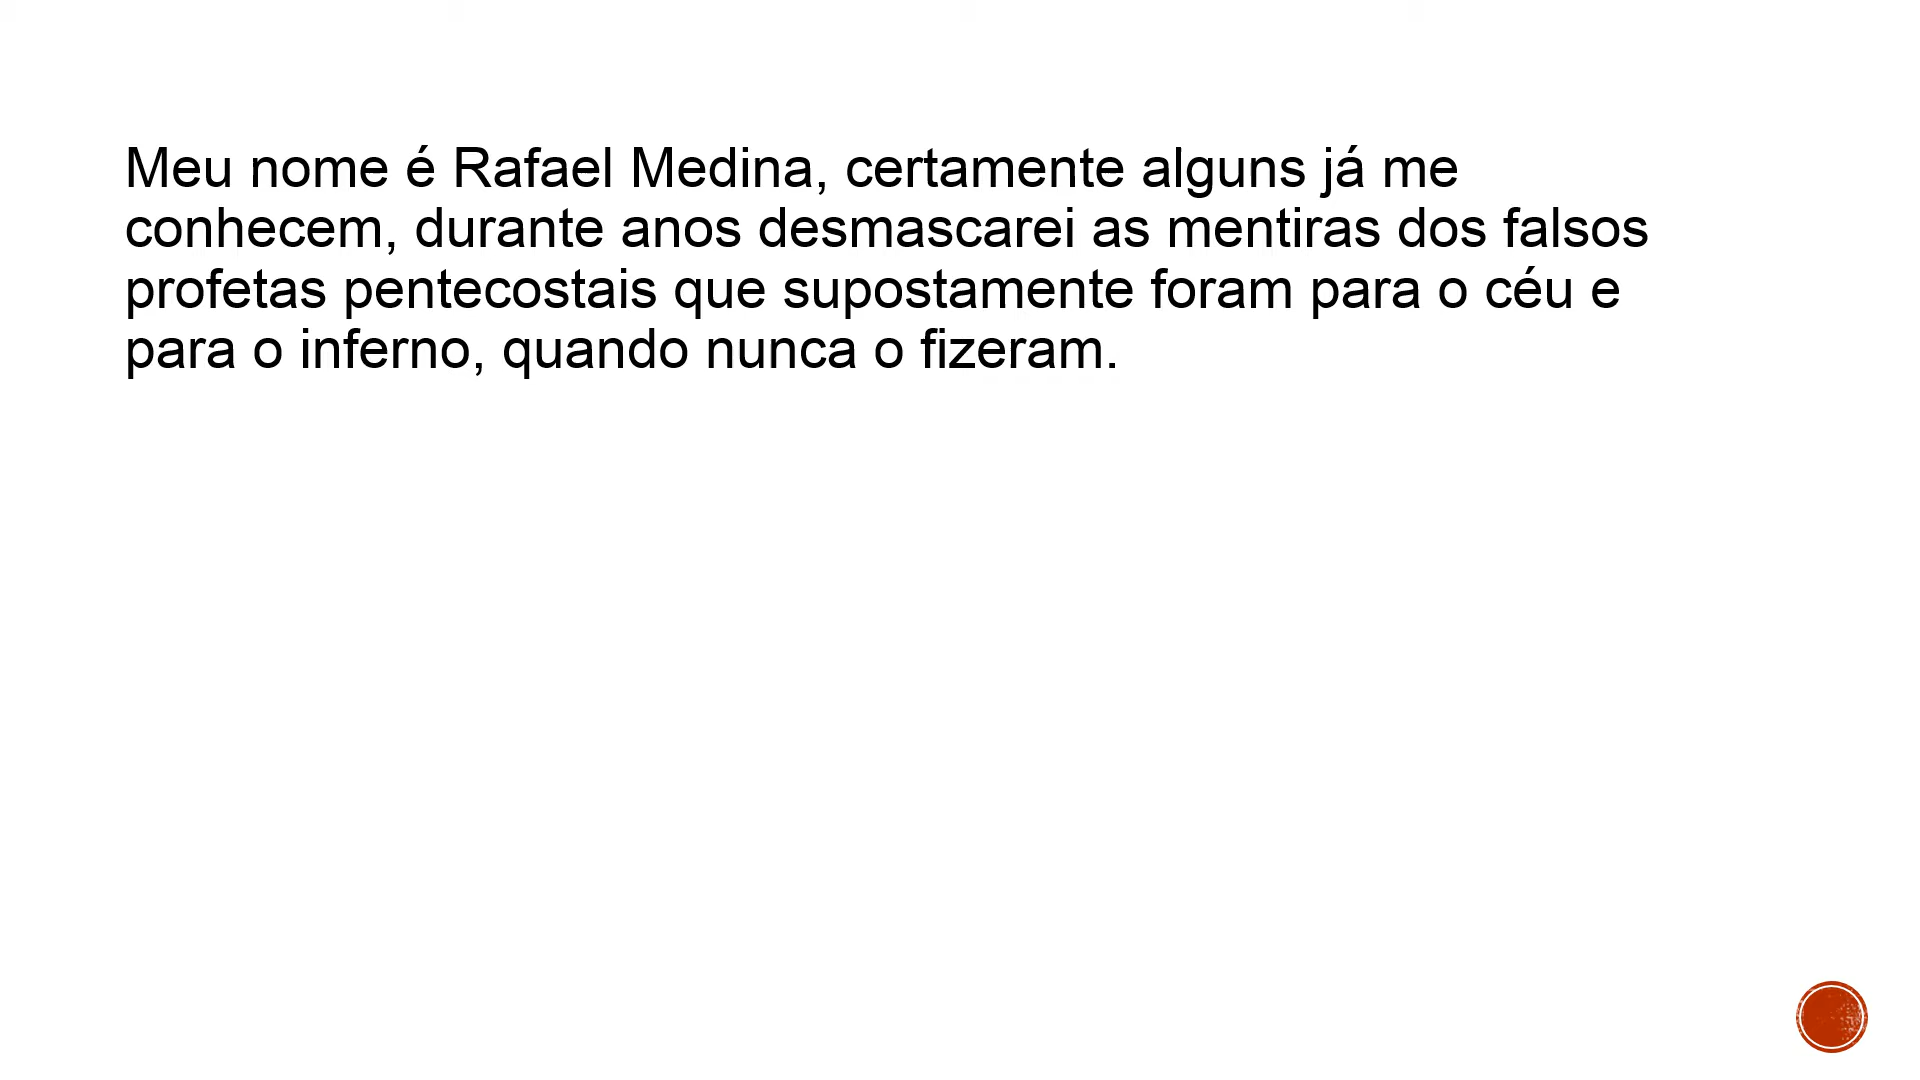 Meu nome é Rafael Medina, certamente alguns já me
conhecem, durante anos desmascarei as mentiras dos falsos
profetas pentecostais que supostamente foram para o céu e
para o inferno, quando nunca o fizeram.